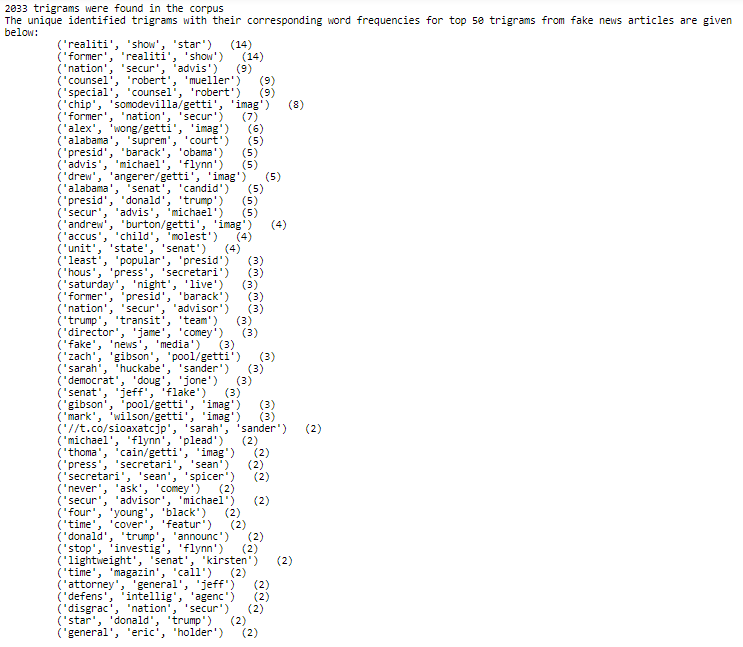 2033 trigrams were found in the corpus
The unique identified trigrams with their corresponding word frequencies for top 50 trigrams from fake news articles are given
below:
('realiti', 'show', 'star') (14)
('former', 'realiti', 'show') (14)
('nation', 'secur', 'advis') (9)
('counsel', 'robert', 'mueller') (9)
('special', 'counsel', 'robert') (9)
('chip', 'somodevilla/getti', 'imag') (8)
('former', 'nation', 'secur') (7)
('alex', 'wong/getti', 'imag') (6)
('alabama', 'suprem', 'court') (5)
('presid', 'barack', 'obama') (5)
('advis', 'michael', 'flynn') (5)
('drew', 'angerer/getti', 'imag') (5)
('alabama', 'senat', 'candid') (5)
('presid', 'donald', 'trump') (5)
('secur', 'advis', 'michael') (5)
('andrew', 'burton/getti', 'imag') (4)
('accus', 'child', 'molest') (4)
('unit', 'state', 'senat') (4)
('least', 'popular', 'presid') (3)
('hous', 'press', 'secretari') (3)
('saturday', 'night', 'live') (3)
('former', 'presid', 'barack') (3)
('nation', 'secur', 'advisor') (3)
('trump', 'transit', 'team') (3)
('director', 'jame', 'comey') (3)
('fake', 'news', 'media') (3)
('zach', 'gibson', 'pool/getti') (3)
('sarah', 'huckabe', 'sander') (3)
('democrat', 'doug', 'jone') (3)
('senat', 'jeff', 'flake') (3)
('gibson', 'pool/getti', 'imag') (3)
('mark', 'wilson/getti', 'imag') (3)
('//t.co/sioaxatcjp', 'sarah', 'sander') (2)
('michael', 'flynn', 'plead') (2)
('thoma', 'cain/getti', 'imag') (2)
('press', 'secretari', 'sean') (2)
('secretari', 'sean', 'spicer') (2)
('never', 'ask', 'comey') (2)
('secur', 'advisor', 'michael') (2)
('four', 'young', 'black') (2)
('time', 'cover', 'featur') (2)
('donald', 'trump', 'announc') (2)
('stop', 'investig', 'flynn') (2)
('lightweight', 'senat', 'kirsten') (2)
('time', 'magazin', 'call') (2)
('attorney', 'general', 'jeff') (2)
('defens', 'intellig', 'agenc') (2)
('disgrac', 'nation', 'secur') (2)
('star', 'donald', 'trump') (2)
('general', 'eric', 'holder') (2)